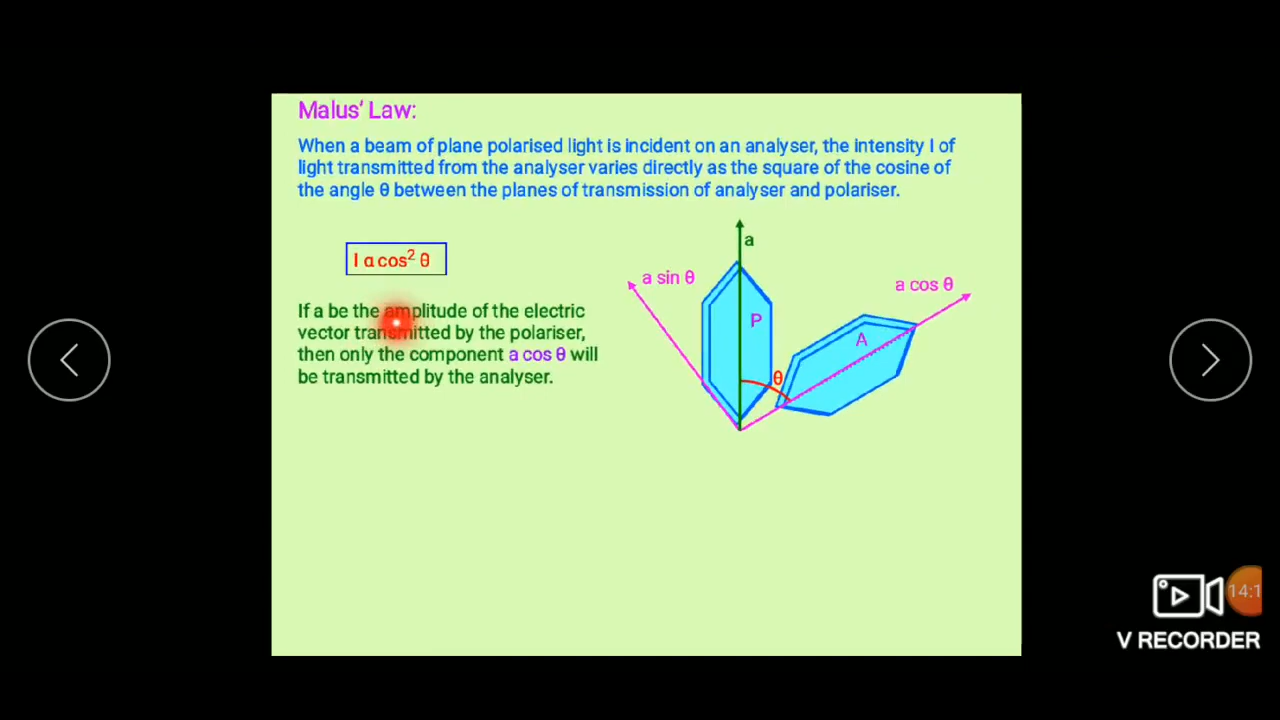 Malus' Law:
When a beam of plane polarised light is incident on an analyser, the intensity I of
light transmitted from the analyser varies directly as the square of the cosine of
the angle θ between the planes of transmission of analyser and polariser.
a
a sin θ
a cos θ
I α cos² θ
If a be the amplitude of the electric
vector transmitted by the polariser,
then only the component a cos θ will
be transmitted by the analyser.
P
A
θ
14:1
V RECORDER